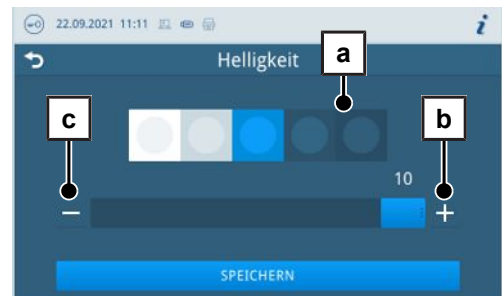 22.09.2021 11:11
i
Helligkeit
a
c
b
10
− +
SPEICHERN